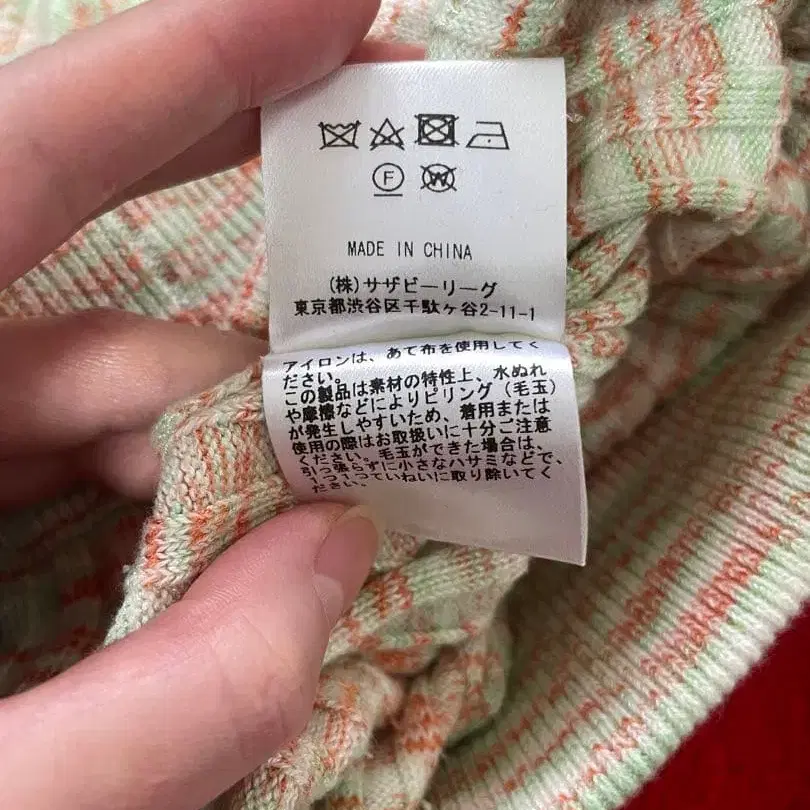 F
W
MADE IN CHINA
(株)サザビーリーグ
東京都渋谷区千駄ヶ谷2-11-1
アイロンは、あて布を使用してく
ださい。
この製品は素材の特性上、水ぬれ
や摩擦などによりピリング(毛玉)
が発生しやすいため、着用または
使用の際はお取扱いに十分ご注意
ください。毛玉ができた場合は、
引っ張らずに小さなハサミなどで、
1つ1つていねいに取り除いてく
ださい。